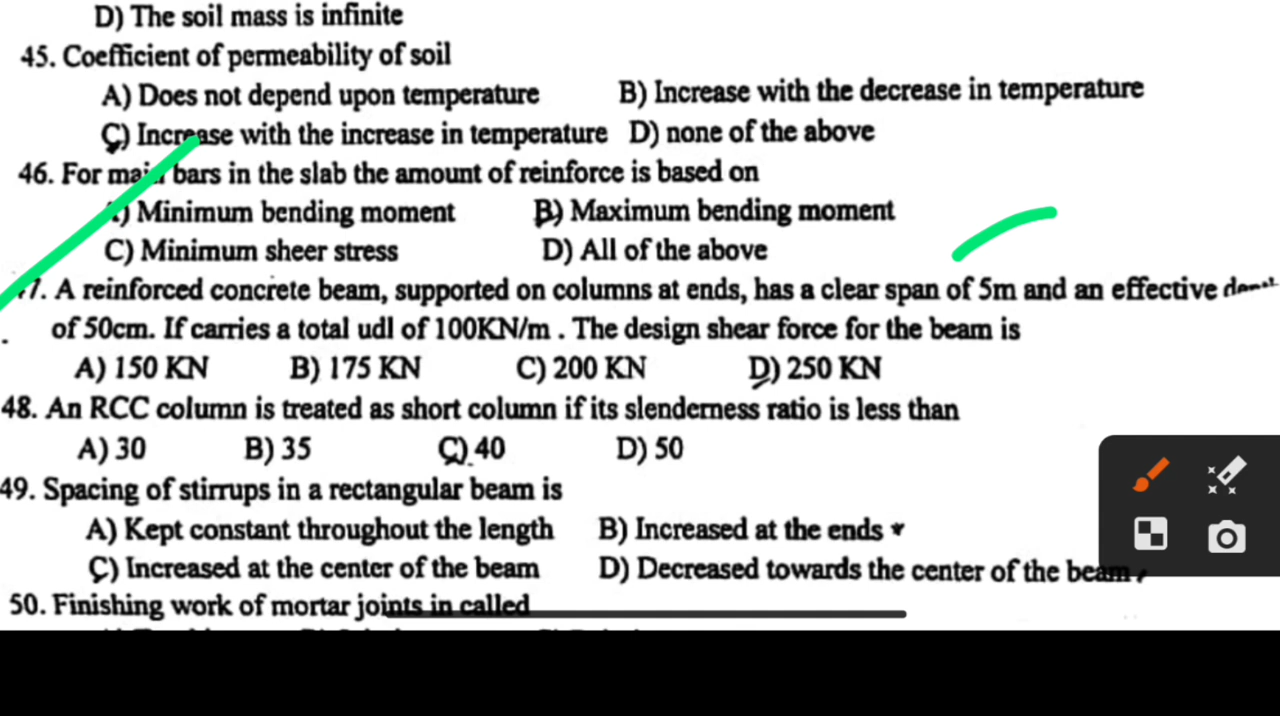 D) The soil mass is infinite
45. Coefficient of permeability of soil
A) Does not depend upon temperature B) Increase with the decrease in temperature
C) Increase with the increase in temperature D) none of the above
46. For main bars in the slab the amount of reinforce is based on
) Minimum bending moment B) Maximum bending moment
C) Minimum sheer stress D) All of the above
7. A reinforced concrete beam, supported on columns at ends, has a clear span of 5m and an effective
of 50cm. If carries a total udl of 100KN/m . The design shear force for the beam is
A) 150 KN B) 175 KN C) 200 KN D) 250 KN
48. An RCC column is treated as short column if its slenderness ratio is less than
A) 30 B) 35 C) 40 D) 50
49. Spacing of stirrups in a rectangular beam is
A) Kept constant throughout the length B) Increased at the ends
C) Increased at the center of the beam D) Decreased towards the center of the beam
50. Finishing work of mortar joints in called